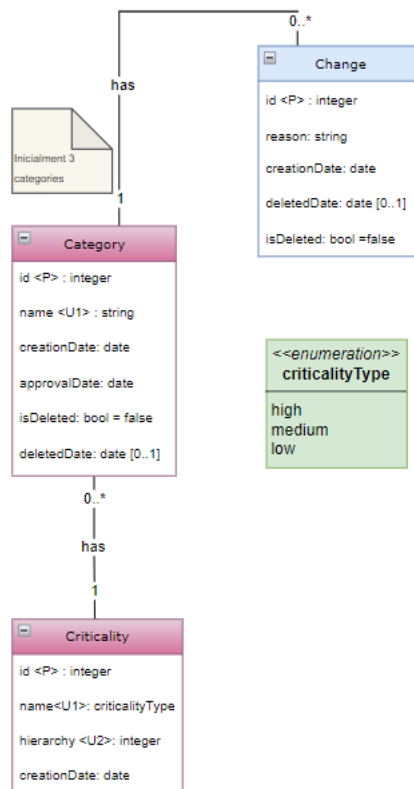 0..*
has
Change
id <P> : integer
reason: string
creationDate: date
deletedDate: date [0..1]
isDeleted: bool =false
Inicialment 3
categories
1
Category
id <P> : integer
name <U1> : string
creationDate: date
approvalDate: date
isDeleted: bool = false
deletedDate: date [0..1]
<<enumeration>>
criticalityType
high
medium
low
0..*
has
1
Criticality
id <P> : integer
name<U1>: criticalityType
hierarchy <U2>: integer
creationDate: date